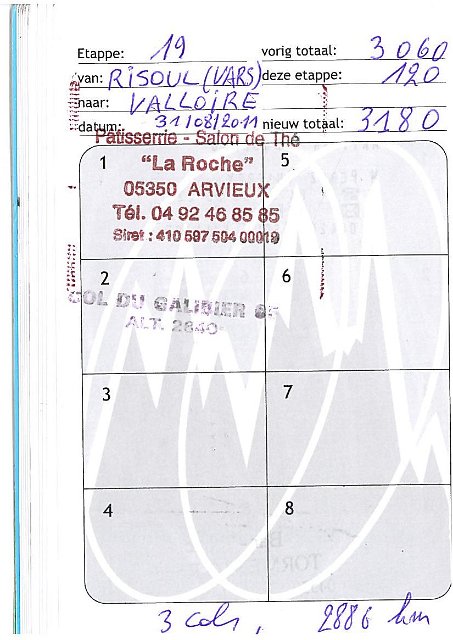 Etappe: 19 vorig totaal: 3060
van: RISOUL (VARS) deze etappe: 120
naar: VALLOIRE
datum: 31/08/2011 nieuw totaal: 3180
Patisserie - Salon de Thé
1 "La Roche" 5
05350 ARVIEUX
Tél. 04 92 46 85 85
Siret : 410 597 504 00019
2 6
COL DU GALIBIER
ALT. 2640
3 7
4 8
3 cols, 2886 hm